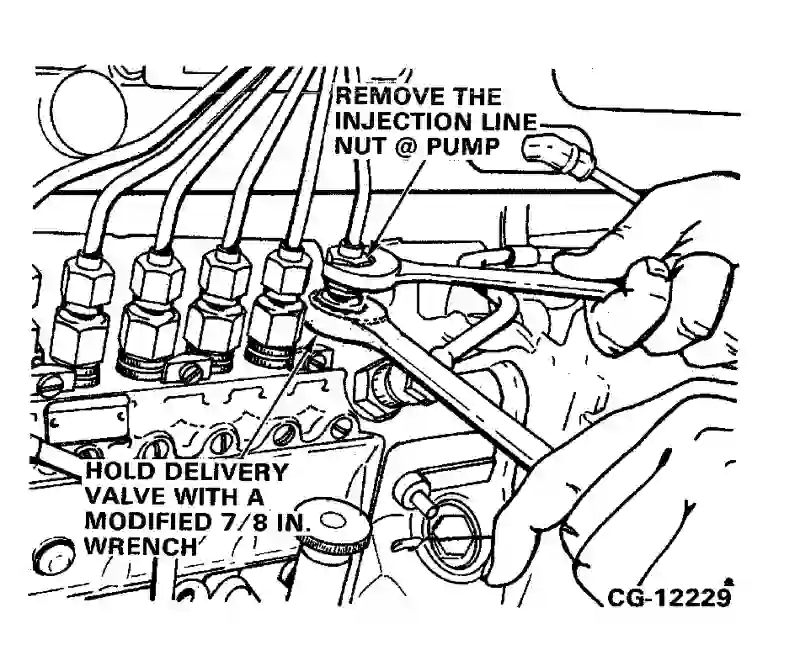 REMOVE THE
INJECTION LINE
NUT @ PUMP
HOLD DELIVERY
VALVE WITH A
MODIFIED 7/8 IN.
WRENCH
CG-12229